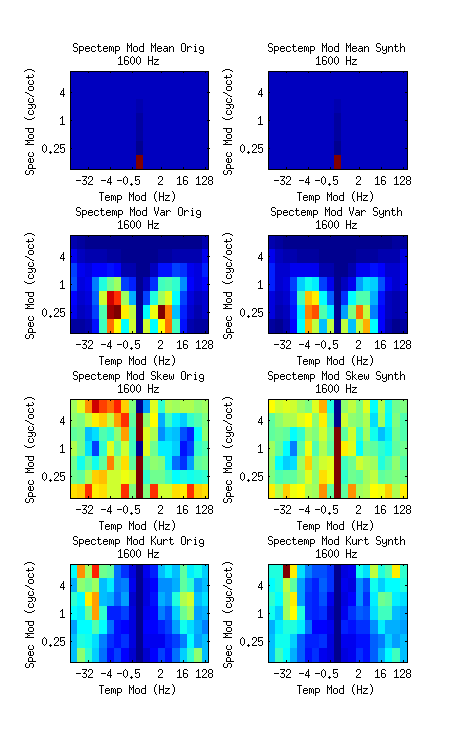 Spectemp Mod Mean Orig
1600 Hz
Spec Mod (cyc/oct)
4
1
0.25
-32 -4 -0.5 2 16 128
Temp Mod (Hz)
Spectemp Mod Mean Synth
1600 Hz
Spec Mod (cyc/oct)
4
1
0.25
-32 -4 -0.5 2 16 128
Temp Mod (Hz)
Spectemp Mod Var Orig
1600 Hz
Spec Mod (cyc/oct)
4
1
0.25
-32 -4 -0.5 2 16 128
Temp Mod (Hz)
Spectemp Mod Var Synth
1600 Hz
Spec Mod (cyc/oct)
4
1
0.25
-32 -4 -0.5 2 16 128
Temp Mod (Hz)
Spectemp Mod Skew Orig
1600 Hz
Spec Mod (cyc/oct)
4
1
0.25
-32 -4 -0.5 2 16 128
Temp Mod (Hz)
Spectemp Mod Skew Synth
1600 Hz
Spec Mod (cyc/oct)
4
1
0.25
-32 -4 -0.5 2 16 128
Temp Mod (Hz)
Spectemp Mod Kurt Orig
1600 Hz
Spec Mod (cyc/oct)
4
1
0.25
-32 -4 -0.5 2 16 128
Temp Mod (Hz)
Spectemp Mod Kurt Synth
1600 Hz
Spec Mod (cyc/oct)
4
1
0.25
-32 -4 -0.5 2 16 128
Temp Mod (Hz)